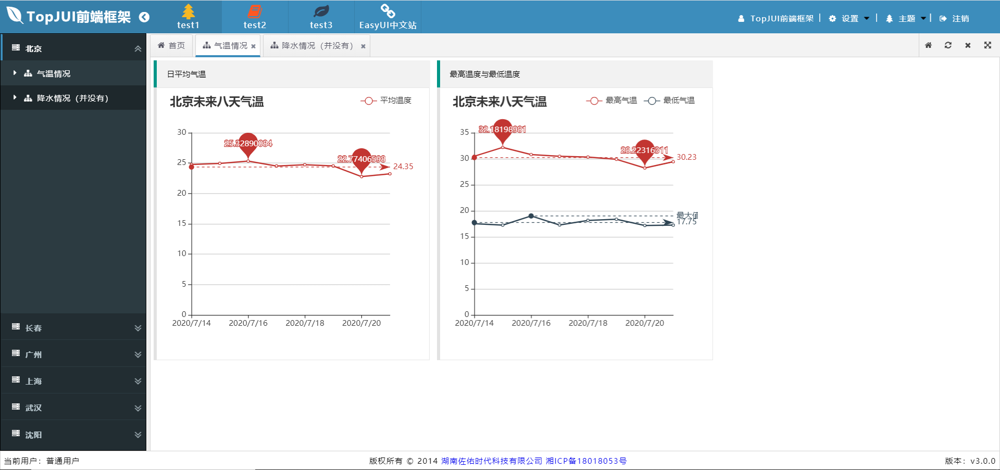 TopJUI前端框架
test1
test2
test3
EasyUI中文站
TopJUI前端框架
设置
主题
注销
北京
气温情况
降水情况（并没有）
长春
广州
上海
武汉
沈阳
首页
气温情况
降水情况（并没有）
日平均气温
北京未来八天气温
平均温度
30
25
20
15
10
5
0
25.32890084
22.77406598
24.35
2020/7/14
2020/7/16
2020/7/18
2020/7/20
最高温度与最低温度
北京未来八天气温
最高气温
最低气温
35
30
25
20
15
10
5
0
32.18198981
28.22316311
30.23
最大值
17.75
2020/7/14
2020/7/16
2020/7/18
2020/7/20
当前用户：普通用户
版权所有 © 2014 湖南佐佑时代科技有限公司 湘ICP备18018053号
版本：v3.0.0